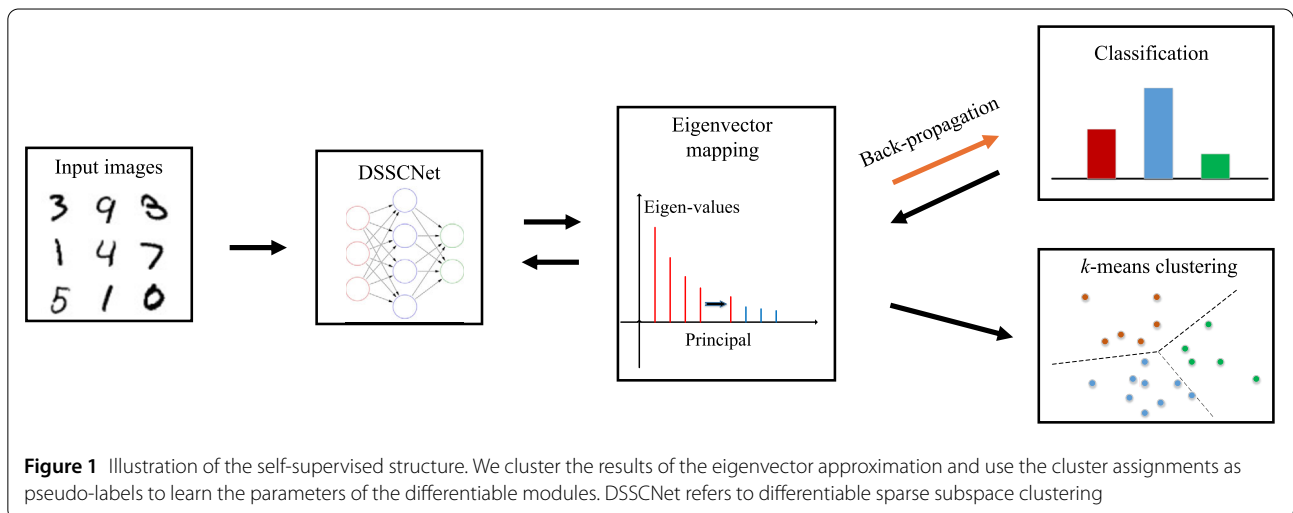 Input images
3 9 3
1 4 7
5 1 0
DSSCNet
Eigenvector
mapping
Eigen-values
Principal
Back-propagation
Classification
k-means clustering
Figure 1 Illustration of the self-supervised structure. We cluster the results of the eigenvector approximation and use the cluster assignments as
pseudo-labels to learn the parameters of the differentiable modules. DSSCNet refers to differentiable sparse subspace clustering